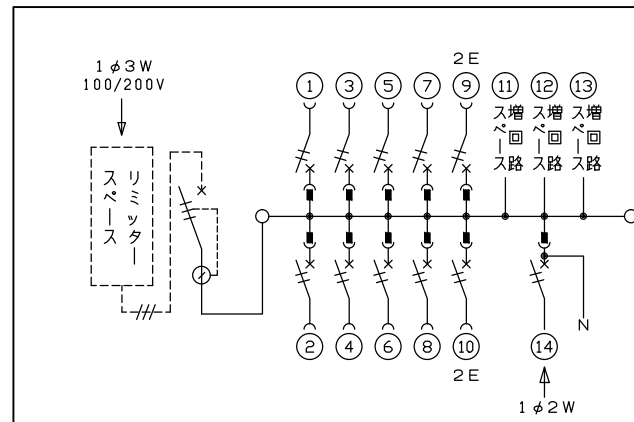 1φ3W
100/200V
リミッター
スペース
2E
1 3 5 7 9 11 12 13
増回路
スペース
増回路
スペース
増回路
スペース
N
2 4 6 8 10 14
2E
1φ2W